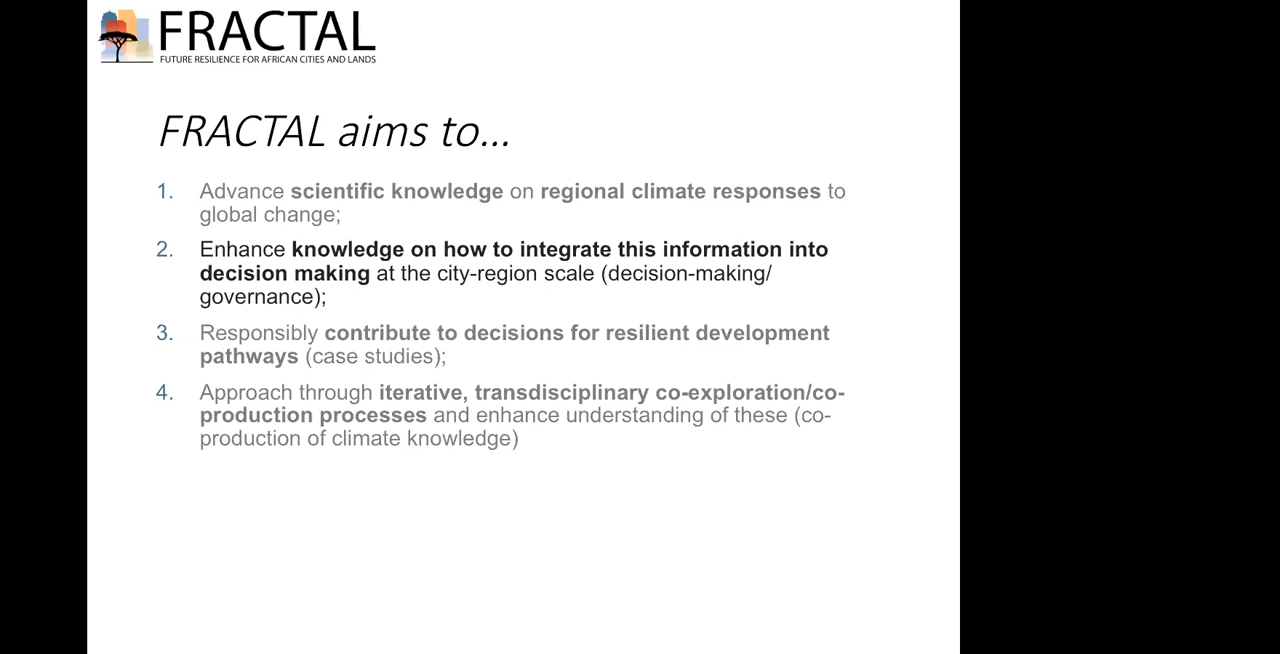 FRACTAL
FUTURE RESILIENCE FOR AFRICAN CITIES AND LANDS
FRACTAL aims to...
1. Advance scientific knowledge on regional climate responses to
global change;
2. Enhance knowledge on how to integrate this information into
decision making at the city-region scale (decision-making/
governance);
3. Responsibly contribute to decisions for resilient development
pathways (case studies);
4. Approach through iterative, transdisciplinary co-exploration/co-
production processes and enhance understanding of these (co-
production of climate knowledge)